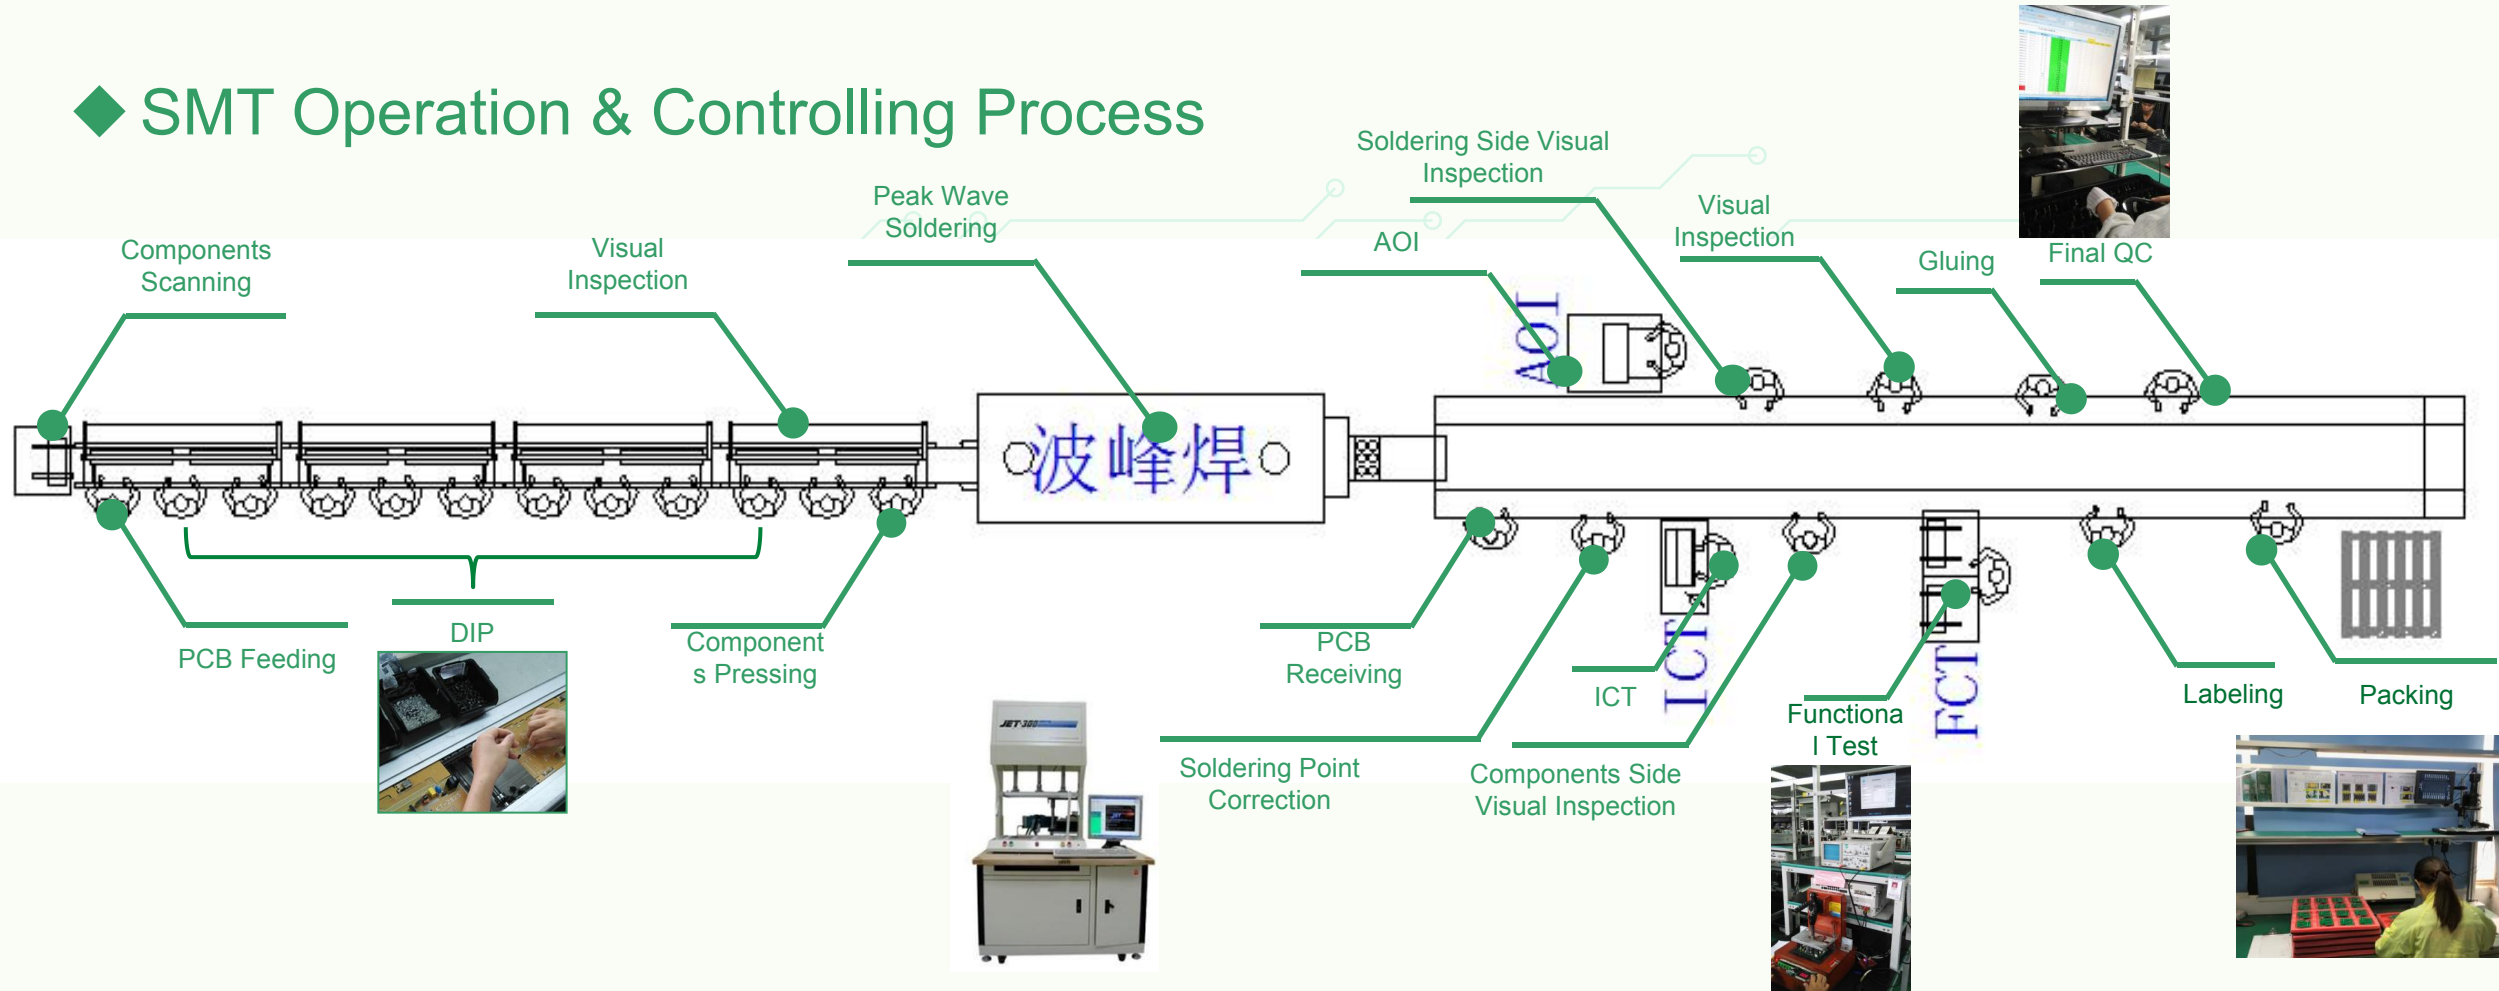 SMT Operation & Controlling Process
Components
Scanning
Visual
Inspection
Peak Wave
Soldering
AOI
Soldering Side Visual
Inspection
Visual
Inspection
Gluing
Final QC
AOI
波峰焊
PCB Feeding
DIP
Component
s Pressing
PCB
Receiving
Soldering Point
Correction
ICT
ICT
Components Side
Visual Inspection
Functiona
l Test
FCT
Labeling
Packing
JET-300